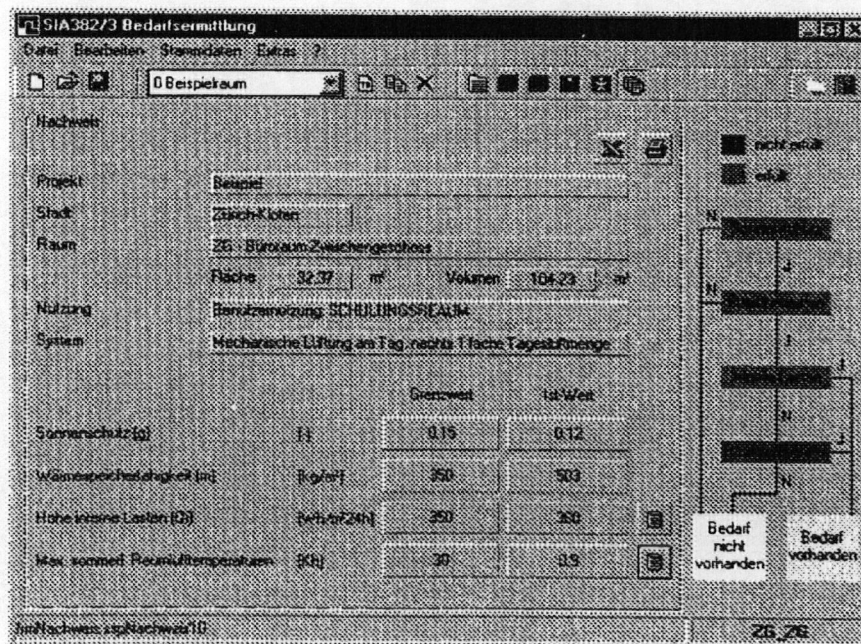 SIA382/3 Bedarfsermittlung
Datei Bearbeiten Stammdaten Extras ?
0 Beispielraum
Nachweis
Projekt Beispiel
Stadt Zürich-Kloten
Raum ZG - Büroraum Zwischengeschoss
Fläche 32.37 m² Volumen 104.23 m³
Nutzung Benutzernutzung: SCHULUNGSREAUM
System Mechanische Lüftung am Tag, nachts 1 fache Tagesluftmenge
Grenzwert Ist-Wert
Sonnenschutz (g) [-] 0.15 0.12
Wärmespeicherfähigkeit (m) [kg/m²] 350 503
Hohe interne Lasten (Qi) [Wh/m²24h] 350 360
Max. sommerl. Raumlufttemperaturen [Kh] 30 0.9
nicht erfüllt
erfüllt
N
J
N
J
J
N
J
N
Bedarf nicht vorhanden
Bedarf vorhanden
ZG_ZG